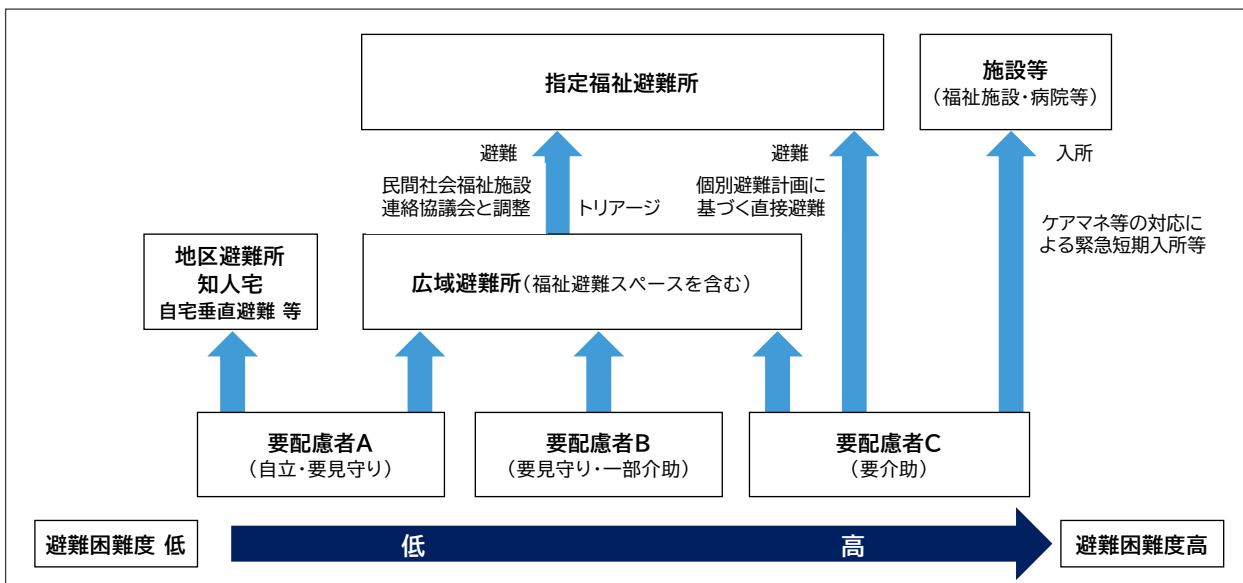 指定福祉避難所
施設等
（福祉施設・病院等）
避難
避難
入所
民間社会福祉施設
連絡協議会と調整
トリアージ
個別避難計画に
基づく直接避難
ケアマネ等の対応に
よる緊急短期入所等
地区避難所
知人宅
自宅垂直避難 等
広域避難所（福祉避難スペースを含む）
要配慮者A
（自立・要見守り）
要配慮者B
（要見守り・一部介助）
要配慮者C
（要介助）
避難困難度 低
低
高
避難困難度高